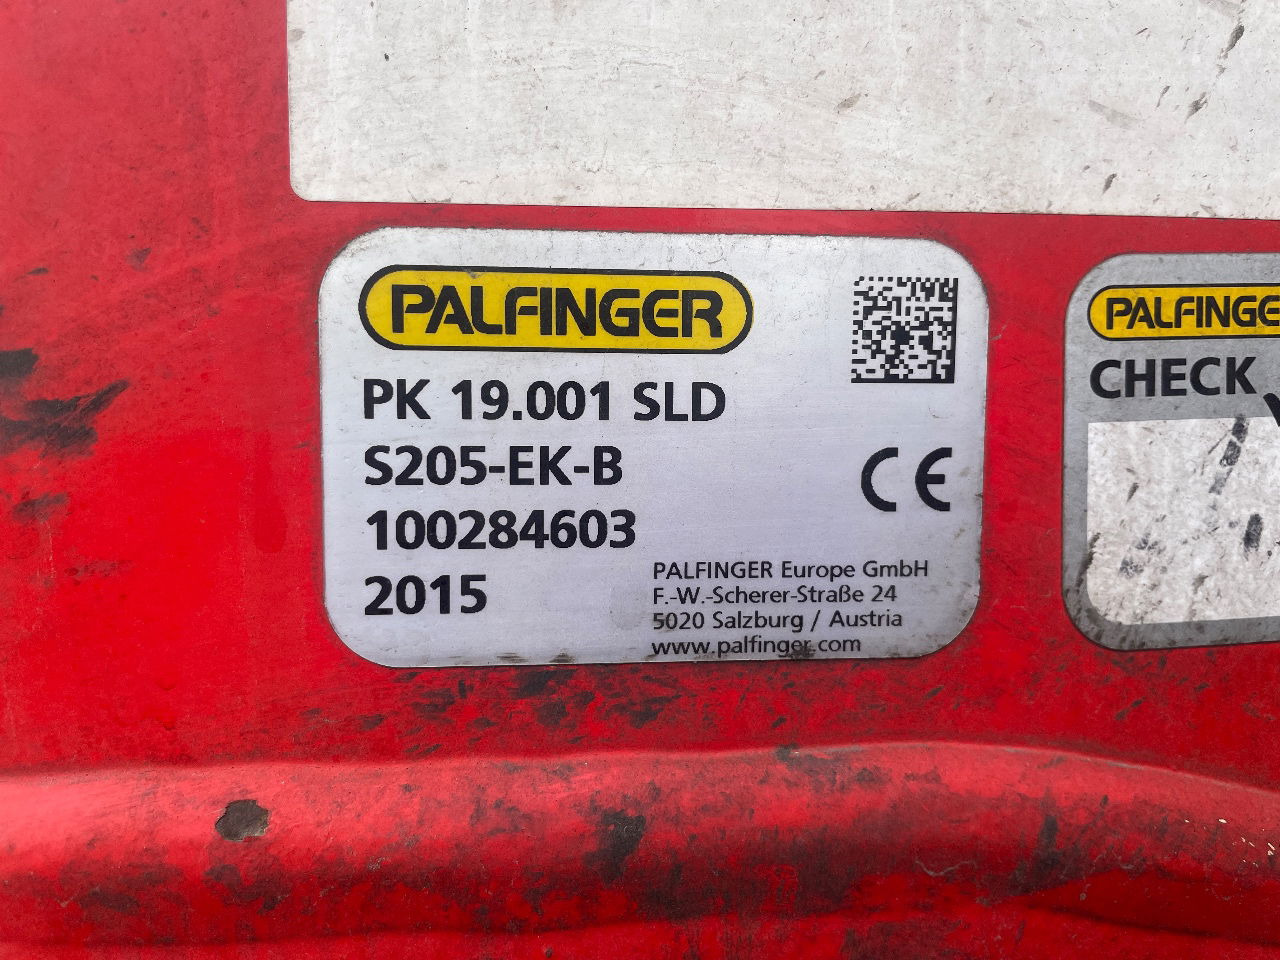 PALFINGER
PK 19.001 SLD
S205-EK-B
100284603
2015
CE
PALFINGER Europe GmbH
F.-W.-Scherer-Straße 24
5020 Salzburg / Austria
www.palfinger.com
PALFINGE
CHECK